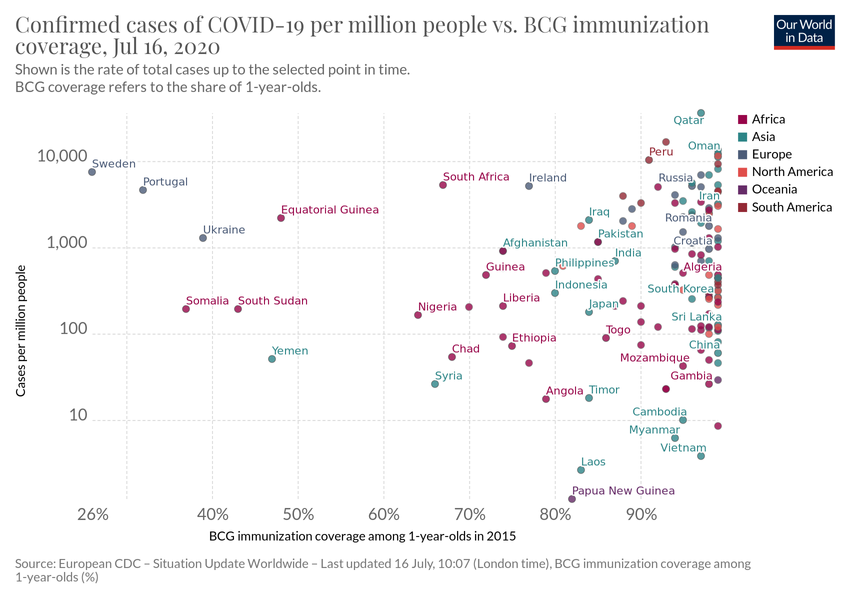 Confirmed cases of COVID-19 per million people vs. BCG immunization
coverage, Jul 16, 2020
Our World
in Data
Shown is the rate of total cases up to the selected point in time.
BCG coverage refers to the share of 1-year-olds.
Qatar
Africa
Asia
Europe
North America
Oceania
South America
10,000
Sweden
Peru
Oman
Portugal
South Africa
Ireland
Russia
Iran
Equatorial Guinea
Iraq
Romania
Ukraine
Pakistan
1,000
Afghanistan
Croatia
India
Guinea
Philippines
Algeria
Indonesia
South Korea
Somalia
South Sudan
Nigeria
Liberia
Japan
Sri Lanka
100
Ethiopia
Togo
China
Yemen
Chad
Mozambique
Syria
Gambia
Angola
Timor
10
Cambodia
Myanmar
Vietnam
Laos
Papua New Guinea
Cases per million people
26%
40%
50%
60%
70%
80%
90%
BCG immunization coverage among 1-year-olds in 2015
Source: European CDC – Situation Update Worldwide – Last updated 16 July, 10:07 (London time), BCG immunization coverage among
1-year-olds (%)